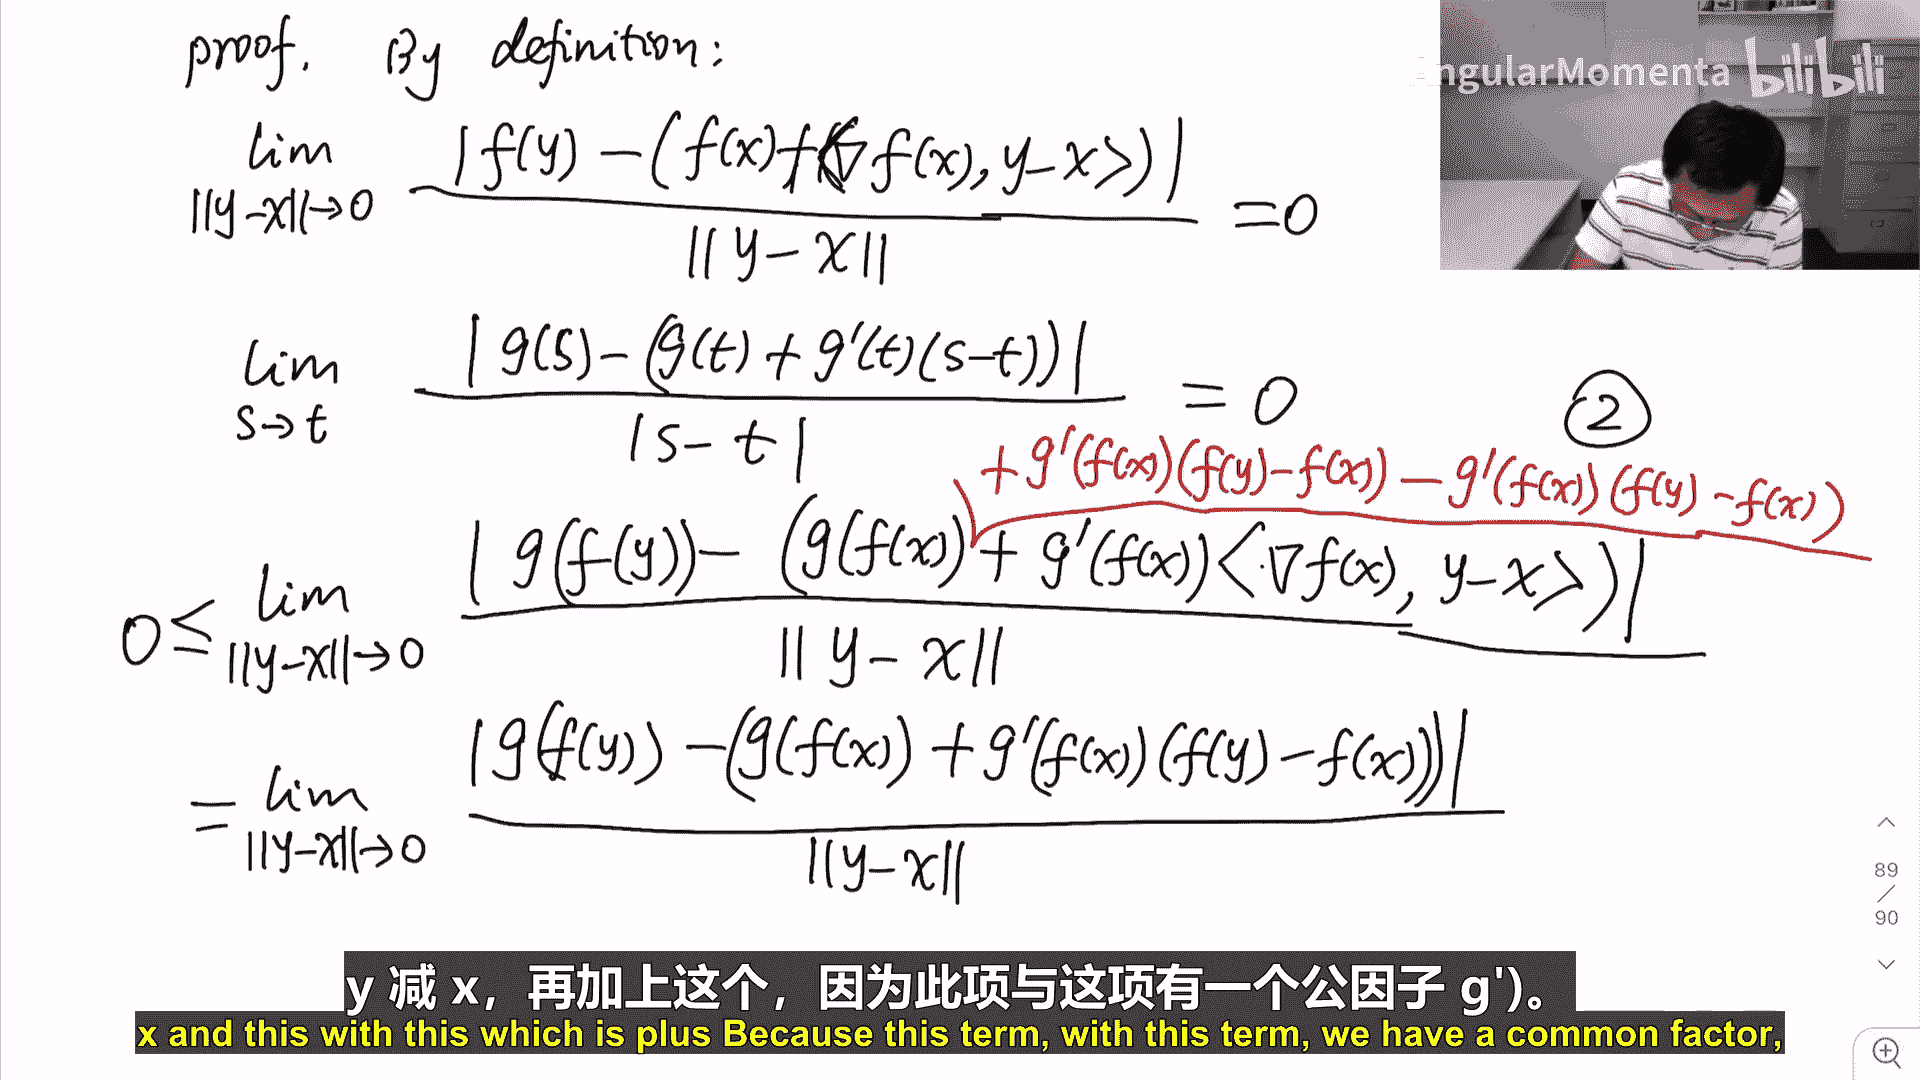 proof. By definition:
lim ||y-x||→0 |f(y) - (f(x) + <∇f(x), y-x>)| / ||y-x|| = 0
lim s→t |g(s) - (g(t) + g'(t)(s-t))| / |s-t| = 0 ②
+ g'(f(x))(f(y)-f(x)) - g'(f(x))(f(y)-f(x))
0 ≤ lim ||y-x||→0 |g(f(y)) - (g(f(x)) + g'(f(x))<∇f(x), y-x>)| / ||y-x||
= lim ||y-x||→0 |g(f(y)) - (g(f(x)) + g'(f(x))(f(y)-f(x)))| / ||y-x||
ngularMomenta bilibili
89
/
90
y 减 x，再加上这个，因为此项与这项有一个公因子 g')。
x and this with this which is plus Because this term, with this term, we have a common factor,